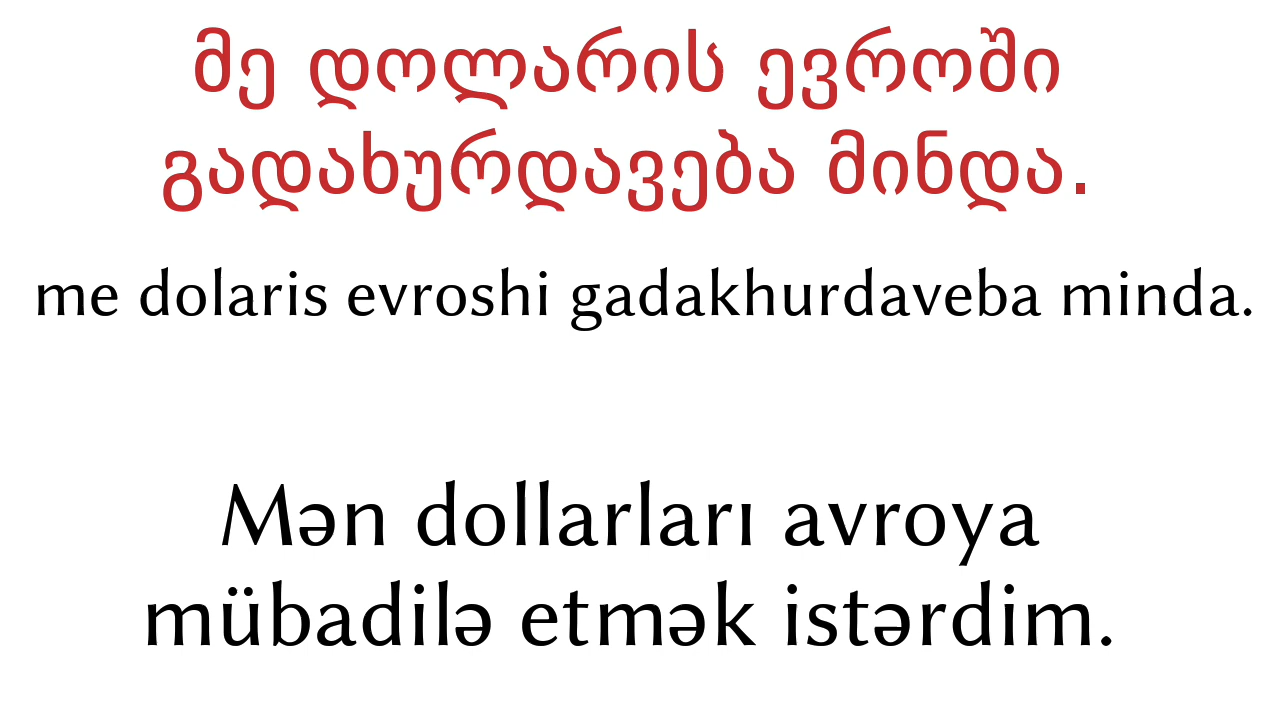 მე დოლარის ევროში
გადახურდავება მინდა.
me dolaris evroshi gadakhurdaveba minda.
Mən dollarları avroya
mübadilə etmək istərdim.